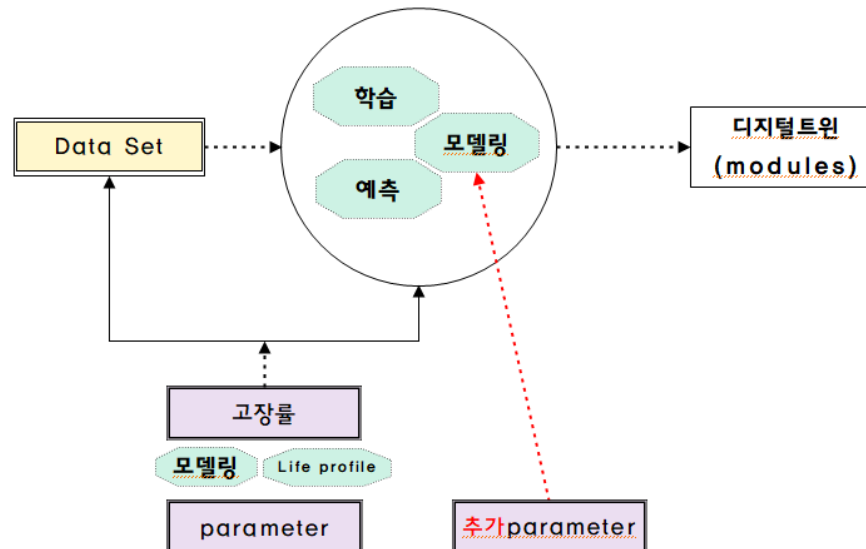 학습
Data Set
모델링
디지털트윈
(modules)
예측
고장률
모델링
Life profile
parameter
추가parameter